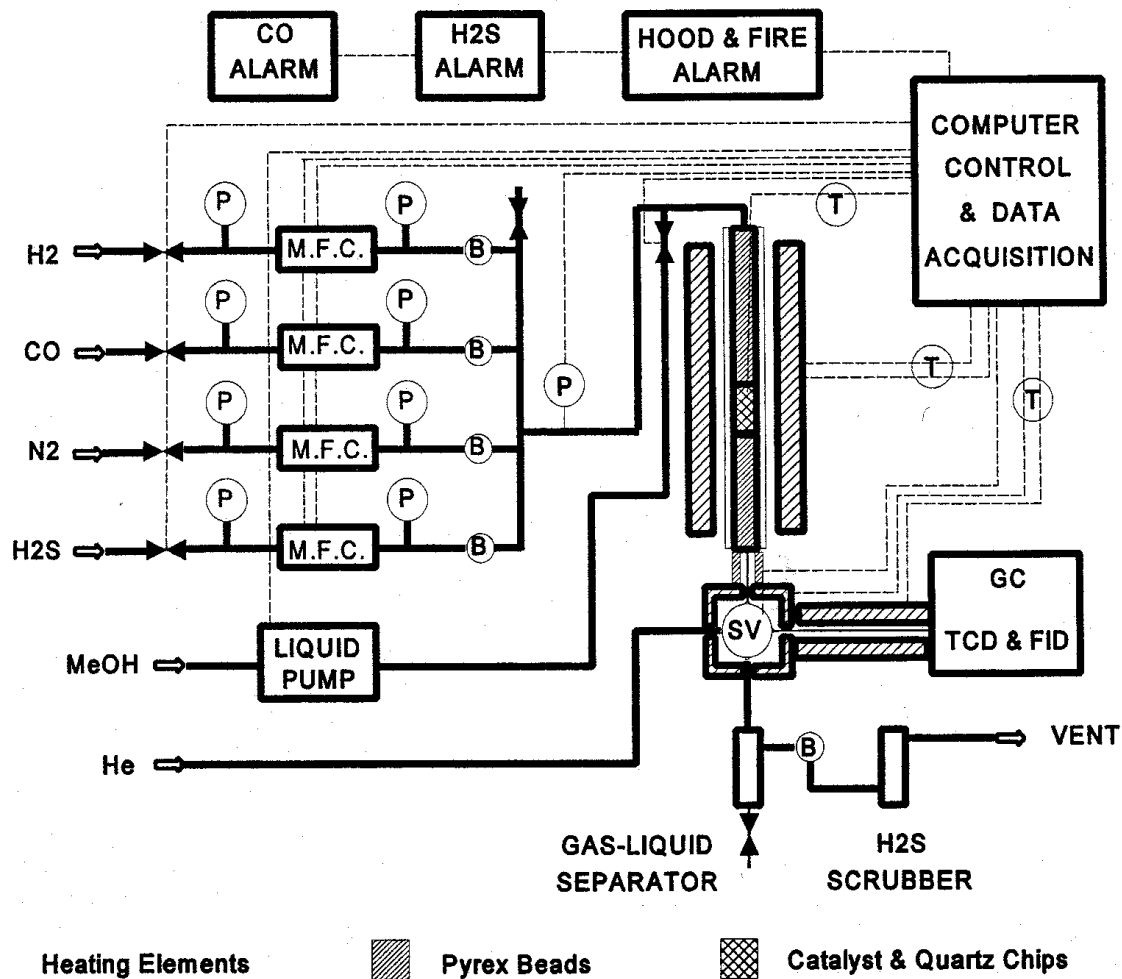 CO
ALARM
H2S
ALARM
HOOD & FIRE
ALARM
COMPUTER
CONTROL
& DATA
ACQUISITION
T
P
P
H2
M.F.C.
B
P
P
CO
M.F.C.
B
P
T
T
P
P
N2
M.F.C.
B
P
P
H2S
M.F.C.
B
GC
TCD & FID
SV
MeOH
LIQUID
PUMP
He
B
VENT
GAS-LIQUID
SEPARATOR
H2S
SCRUBBER
Heating Elements
Pyrex Beads
Catalyst & Quartz Chips